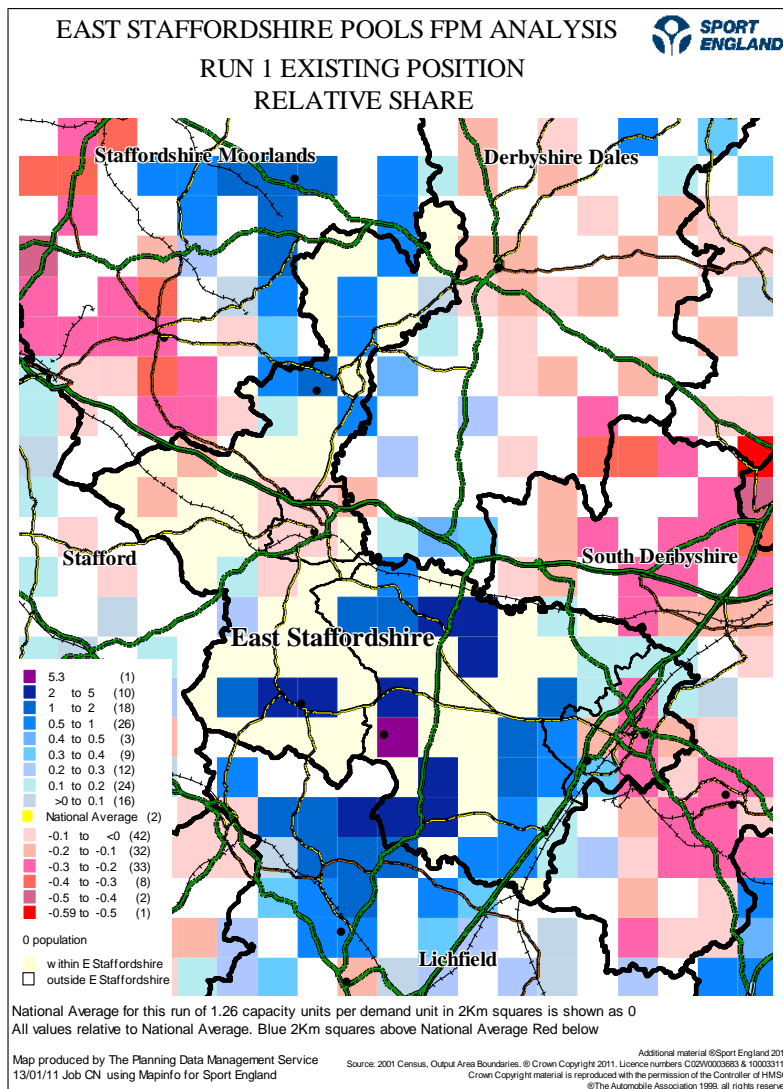 EAST STAFFORDSHIRE POOLS FPM ANALYSIS
SPORT
ENGLAND
RUN 1 EXISTING POSITION
RELATIVE SHARE
Staffordshire Moorlands
Derbyshire Dales
Stafford
South Derbyshire
East Staffordshire
Lichfield
5.3 (1)
2 to 5 (10)
1 to 2 (18)
0.5 to 1 (26)
0.4 to 0.5 (3)
0.3 to 0.4 (9)
0.2 to 0.3 (12)
0.1 to 0.2 (24)
>0 to 0.1 (16)
National Average (2)
-0.1 to <0 (42)
-0.2 to -0.1 (32)
-0.3 to -0.2 (33)
-0.4 to -0.3 (8)
-0.5 to -0.4 (2)
-0.59 to -0.5 (1)
0 population
within E Staffordshire
outside E Staffordshire
National Average for this run of 1.26 capacity units per demand unit in 2Km squares is shown as 0
All values relative to National Average. Blue 2Km squares above National Average Red below
Map produced by The Planning Data Management Service
13/01/11 Job CN using Mapinfo for Sport England
Additional material ®Sport England 201
Source: 2001 Census, Output Area Boundaries. ® Crown Copyright 2011. Licence numbers C02W0003683 & 10003311
Crown Copyright material is reproduced with the permission of the Controller of HMS
®The Automobile Association 1999. all rights reserv